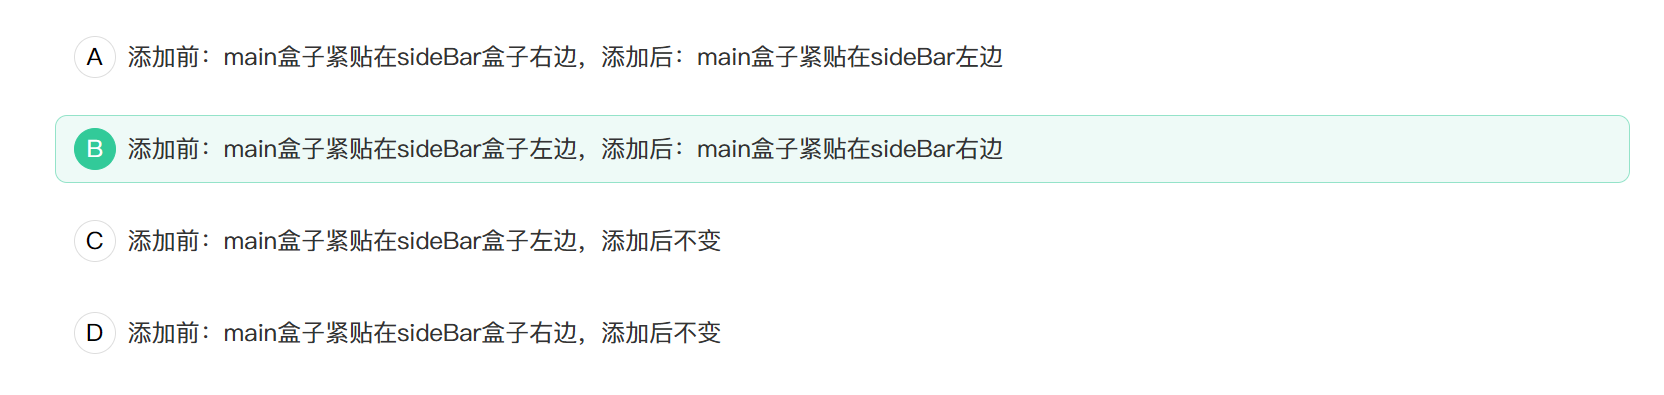 A 添加前：main盒子紧贴在sideBar盒子右边，添加后：main盒子紧贴在sideBar左边
B 添加前：main盒子紧贴在sideBar盒子左边，添加后：main盒子紧贴在sideBar右边
C 添加前：main盒子紧贴在sideBar盒子左边，添加后不变
D 添加前：main盒子紧贴在sideBar盒子右边，添加后不变